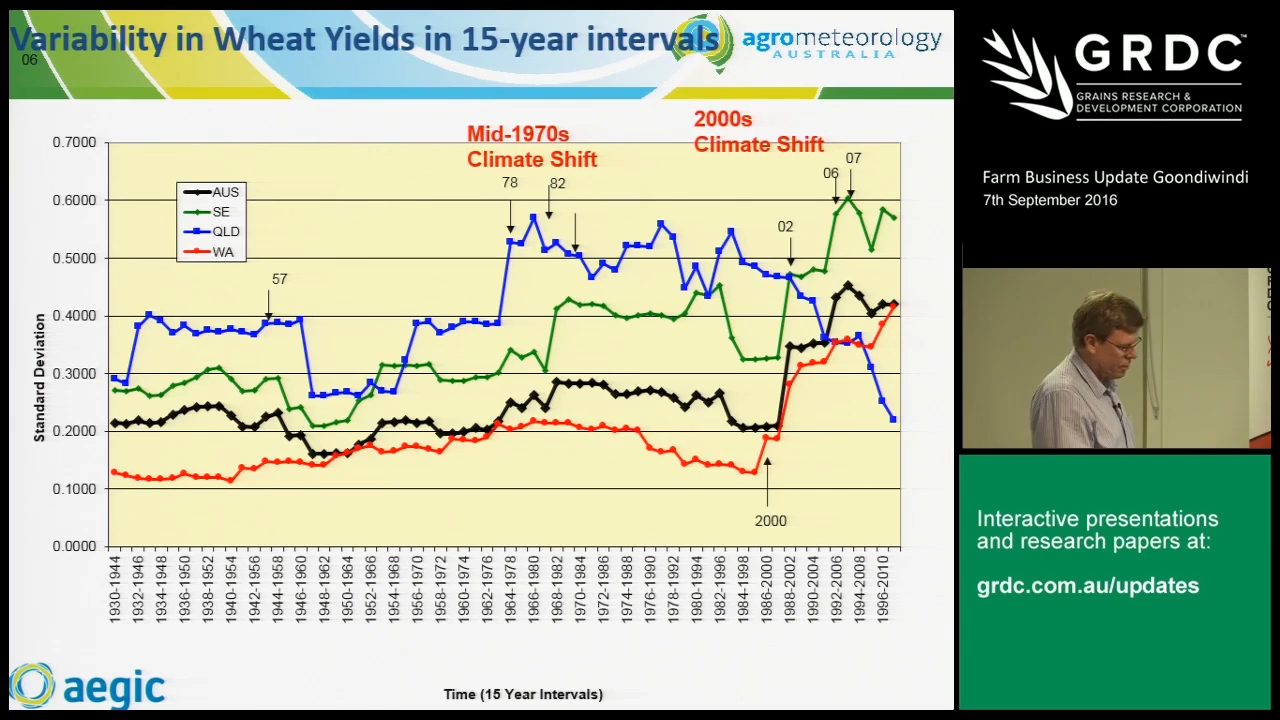 Variability in Wheat Yields in 15-year intervals
06
agrometeorology
AUSTRALIA
Mid-1970s
Climate Shift
2000s
Climate Shift
78
82
06
07
02
57
2000
AUS
SE
QLD
WA
0.7000
0.6000
0.5000
0.4000
0.3000
0.2000
0.1000
0.0000
Standard Deviation
1930-1944
1932-1946
1934-1948
1936-1950
1938-1952
1940-1954
1942-1956
1944-1958
1946-1960
1948-1962
1950-1964
1952-1966
1954-1968
1956-1970
1958-1972
1960-1974
1962-1976
1964-1978
1966-1980
1968-1982
1970-1984
1972-1986
1974-1988
1976-1990
1978-1992
1980-1994
1982-1996
1984-1998
1986-2000
1988-2002
1990-2004
1992-2006
1994-2008
1996-2010
Time (15 Year Intervals)
aegic
GRDC™
GRAINS RESEARCH &
DEVELOPMENT CORPORATION
Farm Business Update Goondiwindi
7th September 2016
Interactive presentations
and research papers at:
grdc.com.au/updates